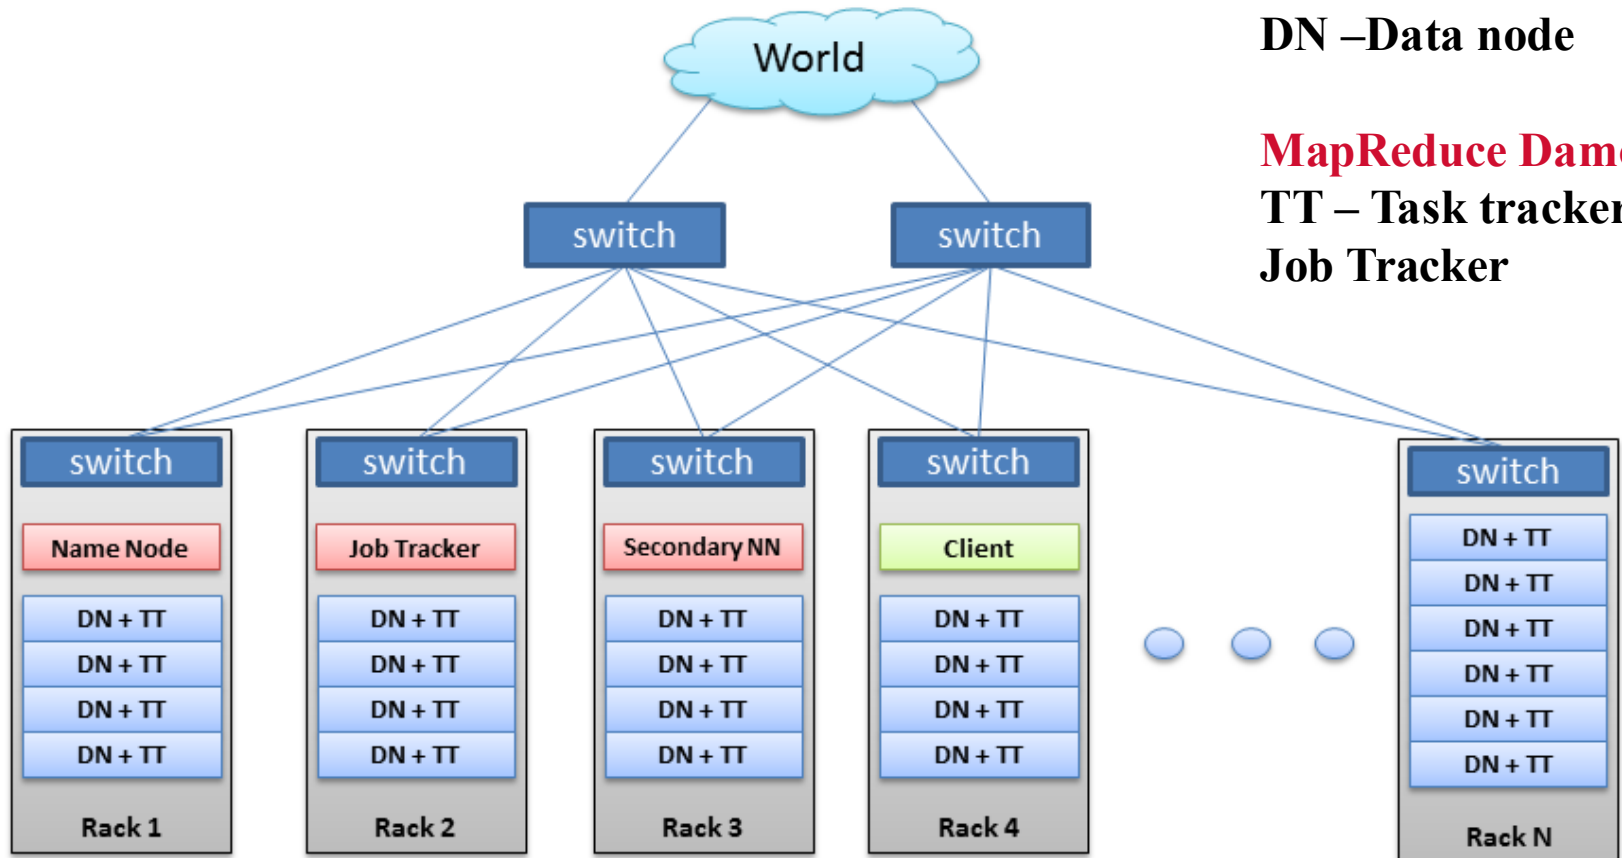 World
DN –Data node
MapReduce Dame
TT – Task tracker
Job Tracker
switch switch
switch switch switch switch switch
Name Node Job Tracker Secondary NN Client DN + TT
DN + TT
DN + TT DN + TT DN + TT DN + TT DN + TT
DN + TT DN + TT DN + TT DN + TT DN + TT
DN + TT DN + TT DN + TT DN + TT DN + TT
DN + TT DN + TT DN + TT DN + TT DN + TT
Rack 1 Rack 2 Rack 3 Rack 4 Rack N